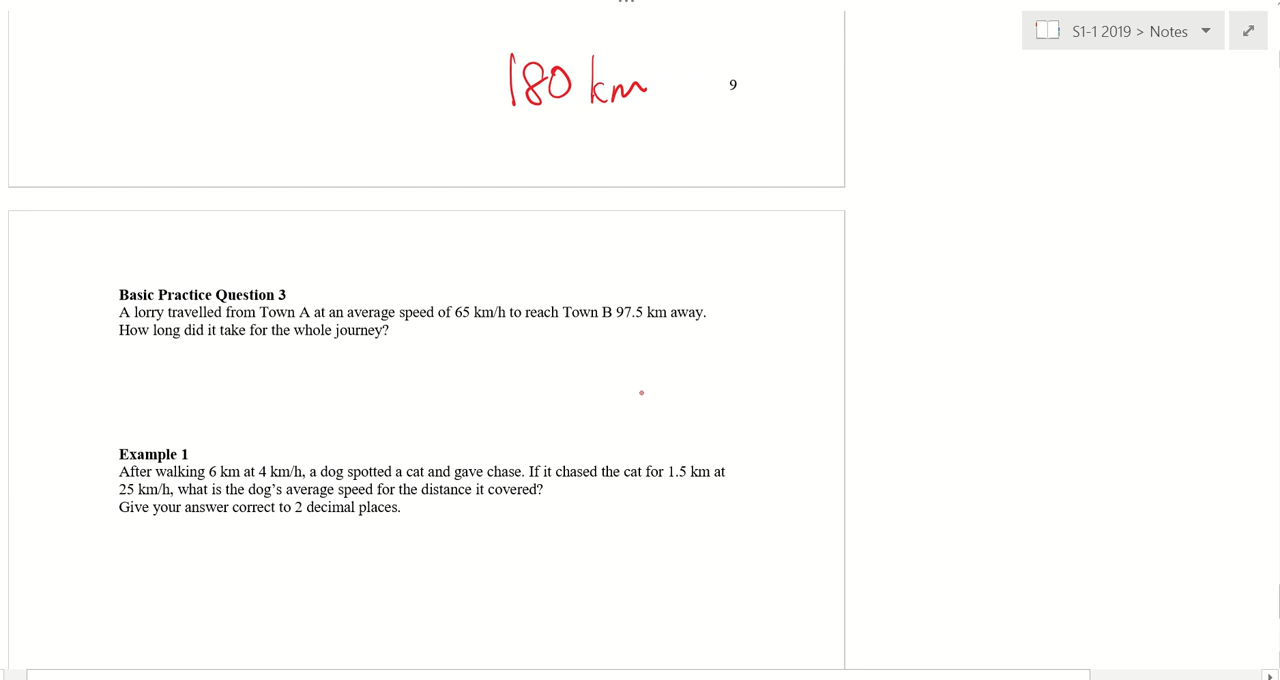 S1-1 2019 > Notes
180 km
9
Basic Practice Question 3
A lorry travelled from Town A at an average speed of 65 km/h to reach Town B 97.5 km away.
How long did it take for the whole journey?
Example 1
After walking 6 km at 4 km/h, a dog spotted a cat and gave chase. If it chased the cat for 1.5 km at
25 km/h, what is the dog’s average speed for the distance it covered?
Give your answer correct to 2 decimal places.